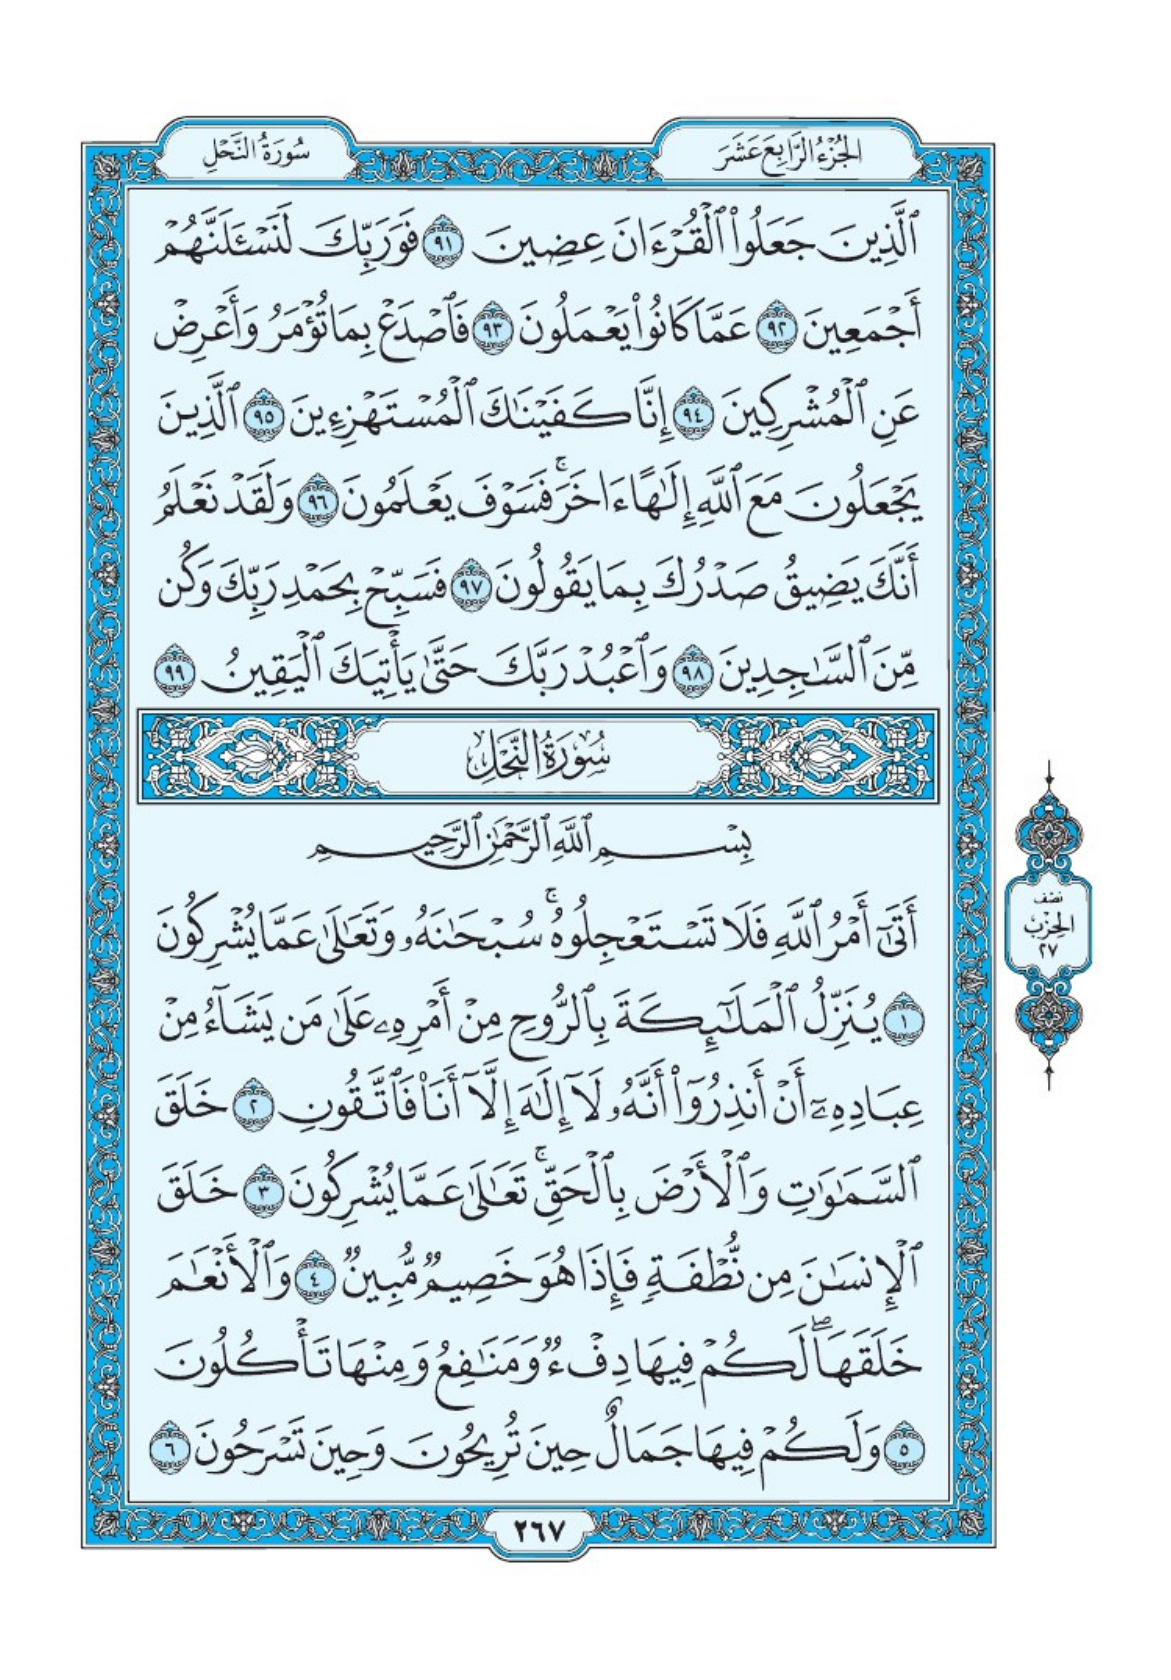 الجُزْءُ الرَّابِعَ عَشَرَ
سُورَةُ النَّحْلِ
ٱلَّذِينَ جَعَلُوا۟ ٱلْقُرْءَانَ عِضِينَ ٩١ فَوَرَبِّكَ لَنَسْـَٔلَنَّهُمْ
أَجْمَعِينَ ٩٢ عَمَّا كَانُوا۟ يَعْمَلُونَ ٩٣ فَٱصْدَعْ بِمَا تُؤْمَرُ وَأَعْرِضْ
عَنِ ٱلْمُشْرِكِينَ ٩٤ إِنَّا كَفَيْنَـٰكَ ٱلْمُسْتَهْزِءِينَ ٩٥ ٱلَّذِينَ
يَجْعَلُونَ مَعَ ٱللَّهِ إِلَـٰهًا ءَاخَرَ ۚ فَسَوْفَ يَعْلَمُونَ ٩٦ وَلَقَدْ نَعْلَمُ
أَنَّكَ يَضِيقُ صَدْرُكَ بِمَا يَقُولُونَ ٩٧ فَسَبِّحْ بِحَمْدِ رَبِّكَ وَكُن
مِّنَ ٱلسَّـٰجِدِينَ ٩٨ وَٱعْبُدْ رَبَّكَ حَتَّىٰ يَأْتِيَكَ ٱلْيَقِينُ ٩٩
سُورَةُ النَّحْلِ
بِسْمِ ٱللَّهِ ٱلرَّحْمَـٰنِ ٱلرَّحِيمِ
أَتَىٰٓ أَمْرُ ٱللَّهِ فَلَا تَسْتَعْجِلُوهُ ۚ سُبْحَـٰنَهُۥ وَتَعَـٰلَىٰ عَمَّا يُشْرِكُونَ
١ يُنَزِّلُ ٱلْمَلَـٰٓئِكَةَ بِٱلرُّوحِ مِنْ أَمْرِهِۦ عَلَىٰ مَن يَشَآءُ مِنْ
عِبَادِهِۦٓ أَنْ أَنذِرُوٓا۟ أَنَّهُۥ لَآ إِلَـٰهَ إِلَّآ أَنَا۠ فَٱتَّقُونِ ٢ خَلَقَ
ٱلسَّمَـٰوَٰتِ وَٱلْأَرْضَ بِٱلْحَقِّ ۚ تَعَـٰلَىٰ عَمَّا يُشْرِكُونَ ٣ خَلَقَ
ٱلْإِنسَـٰنَ مِن نُّطْفَةٍ فَإِذَا هُوَ خَصِيمٌ مُّبِينٌ ٤ وَٱلْأَنْعَـٰمَ
خَلَقَهَا ۗ لَكُمْ فِيهَا دِفْءٌ وَمَنَـٰفِعُ وَمِنْهَا تَأْكُلُونَ
٥ وَلَكُمْ فِيهَا جَمَالٌ حِينَ تُرِيحُونَ وَحِينَ تَسْرَحُونَ ٦
نصف
الحزب
٢٧
٢٦٧